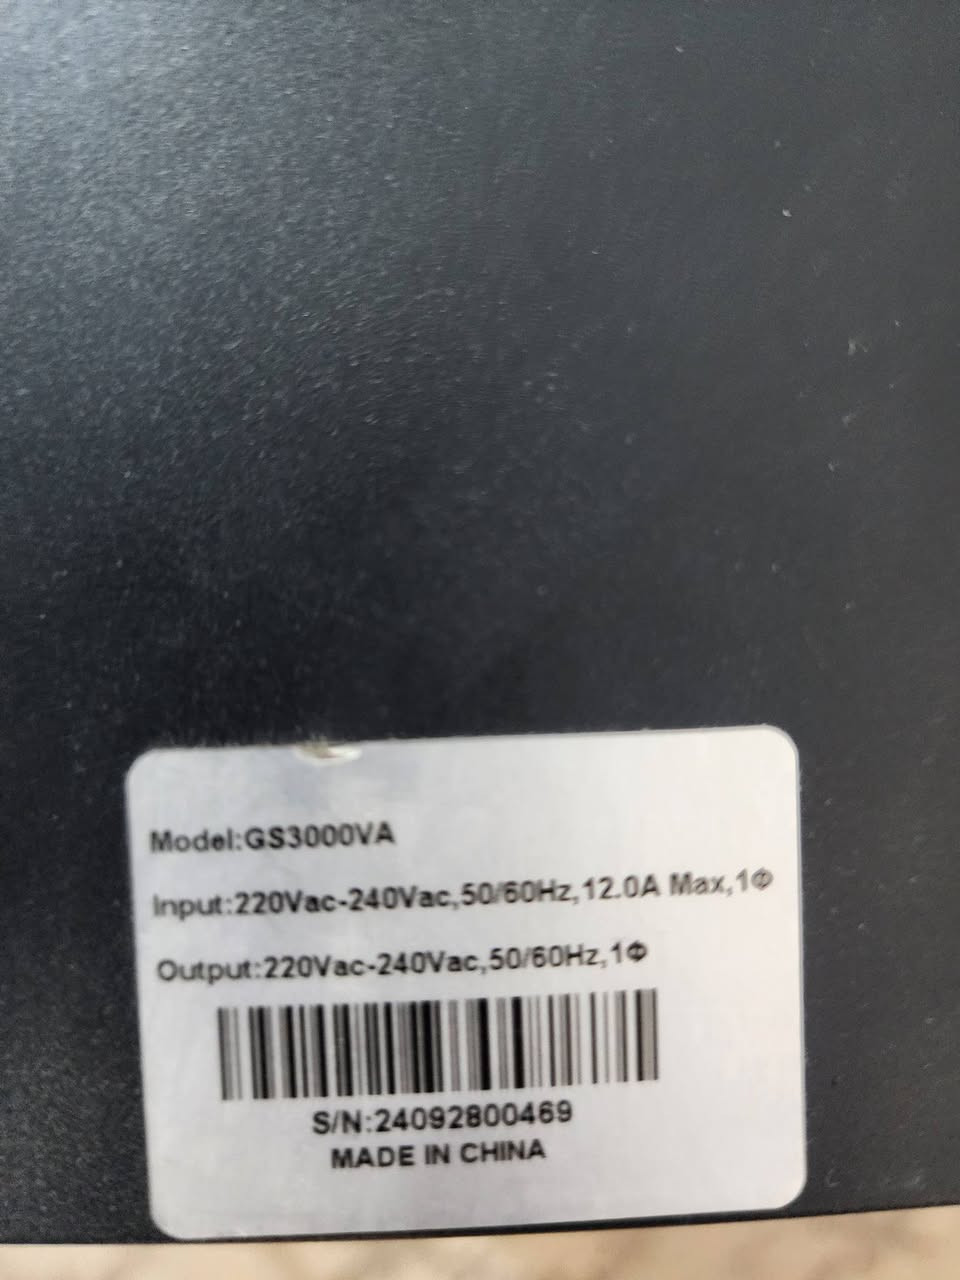 Model:GS3000VA
Input:220Vac-240Vac,50/60Hz,12.0A Max,1Φ
Output:220Vac-240Vac,50/60Hz,1Φ
S/N:24092800469
MADE IN CHINA